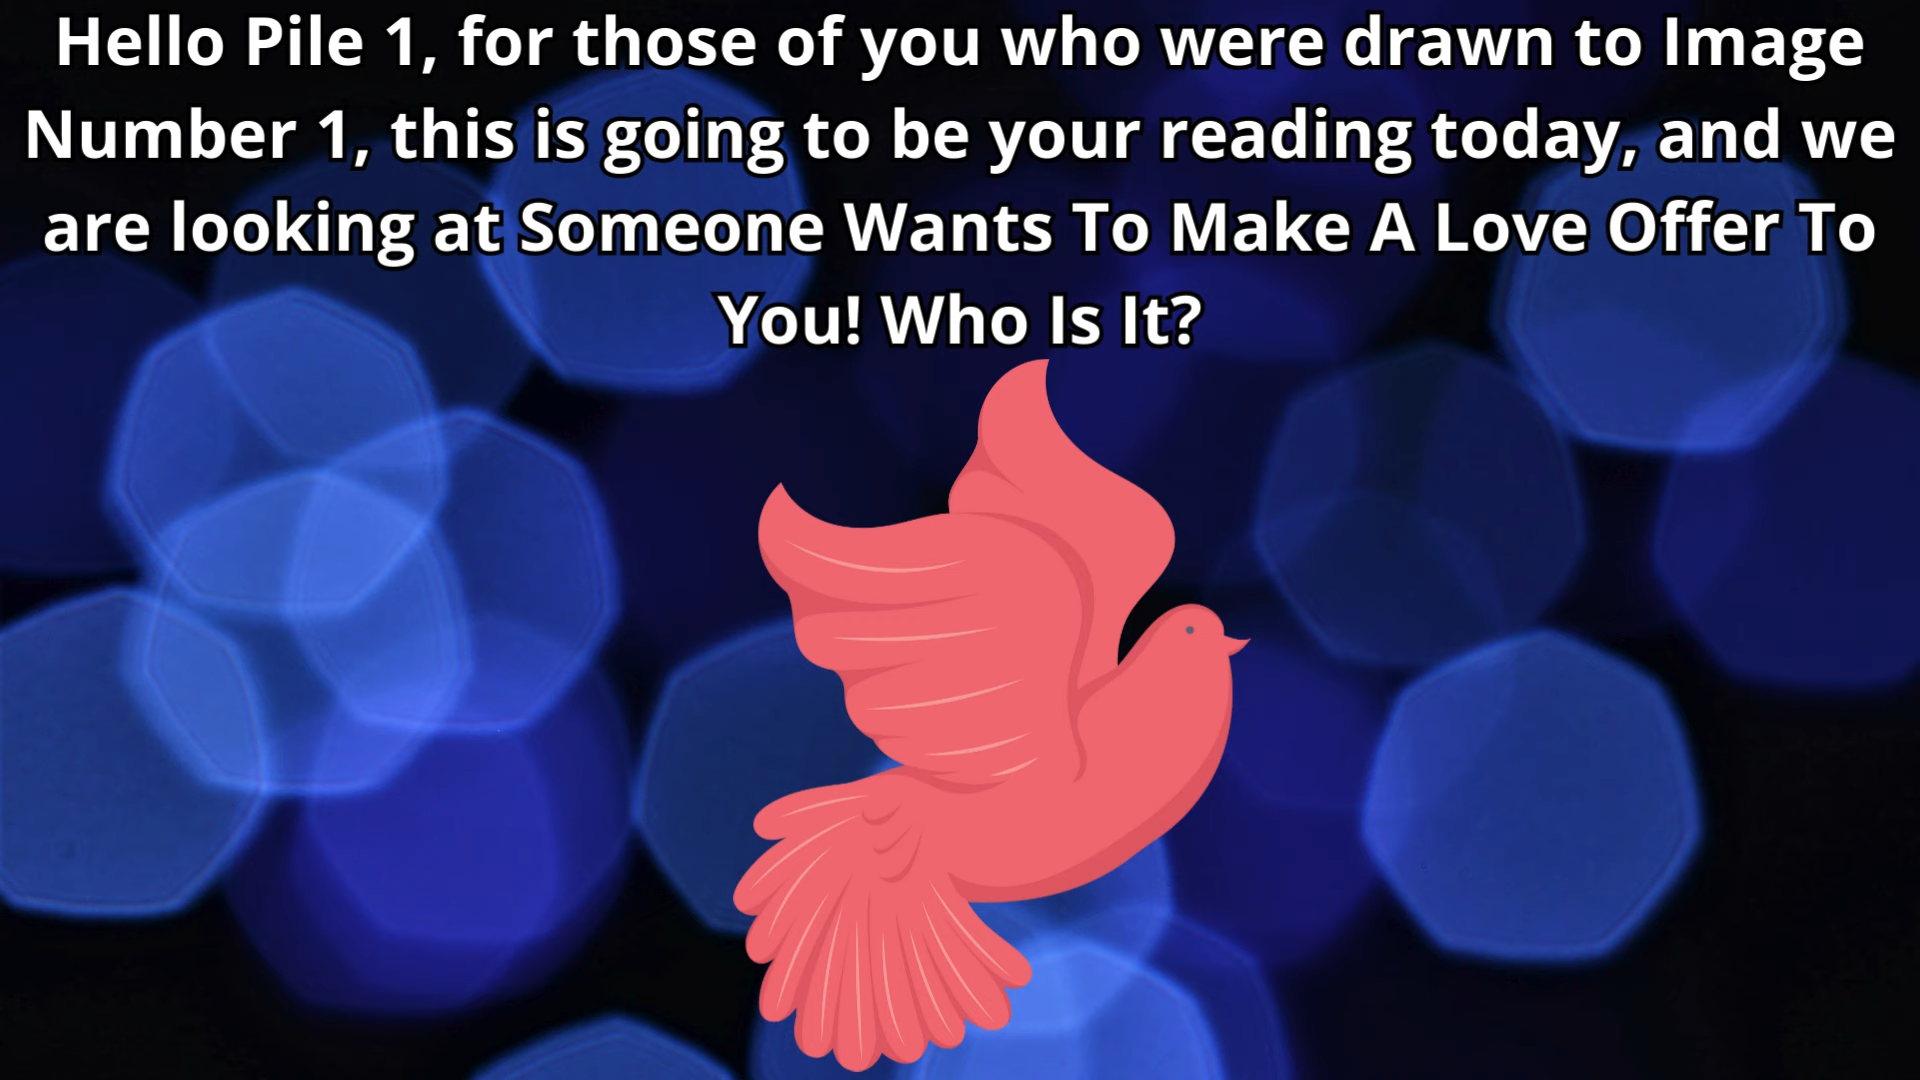 Hello Pile 1, for those of you who were drawn to Image
Number 1, this is going to be your reading today, and we
are looking at Someone Wants To Make A Love Offer To
You! Who Is It?